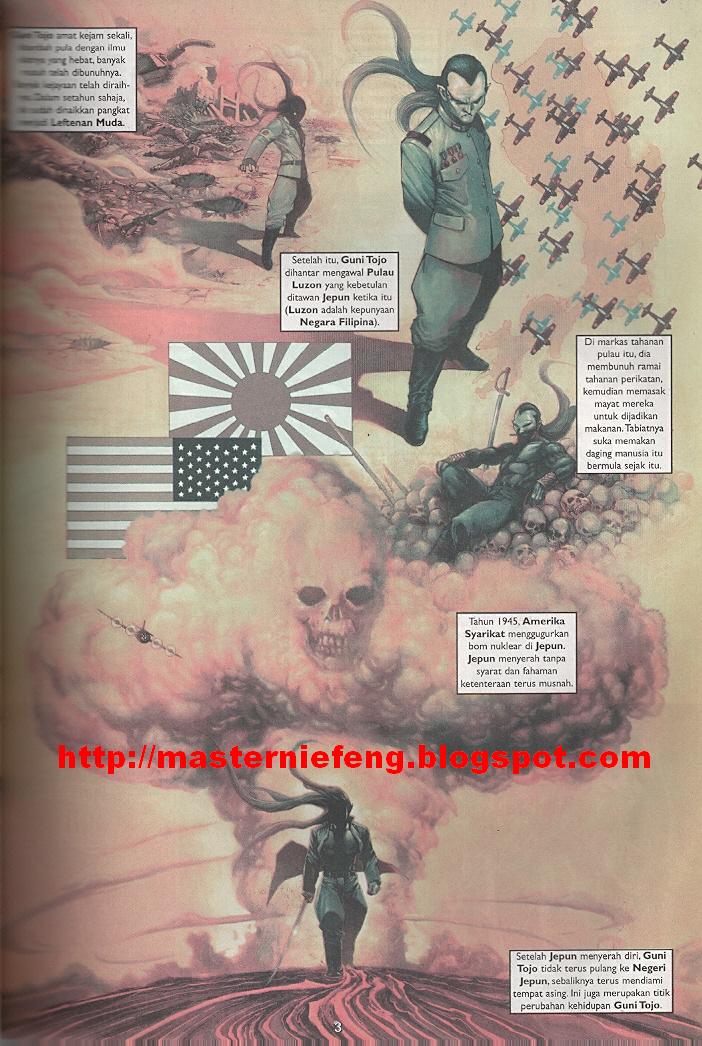 Tojo amat kejam sekali,
pula dengan ilmu
yang hebat, banyak
telah dibunuhnya.
kejayaan telah diraih-
Dalam setahun sahaja,
sudah dinaikkan pangkat
Leftenan Muda.
Setelah itu, Guni Tojo
dihantar mengawal Pulau
Luzon yang kebetulan
ditawan Jepun ketika itu
(Luzon adalah kepunyaan
Negara Filipina).
Di markas tahanan
pulau itu, dia
membunuh ramai
tahanan perikatan,
kemudian memasak
mayat mereka
untuk dijadikan
makanan. Tabiatnya
suka memakan
daging manusia itu
bermula sejak itu.
Tahun 1945, Amerika
Syarikat menggugurkan
bom nuklear di Jepun.
Jepun menyerah tanpa
syarat dan fahaman
ketenteraan terus musnah.
http://masterniefeng.blogspot.com
Setelah Jepun menyerah diri, Guni
Tojo tidak terus pulang ke Negeri
Jepun, sebaliknya terus mendiami
tempat asing. Ini juga merupakan titik
perubahan kehidupan Guni Tojo.
3